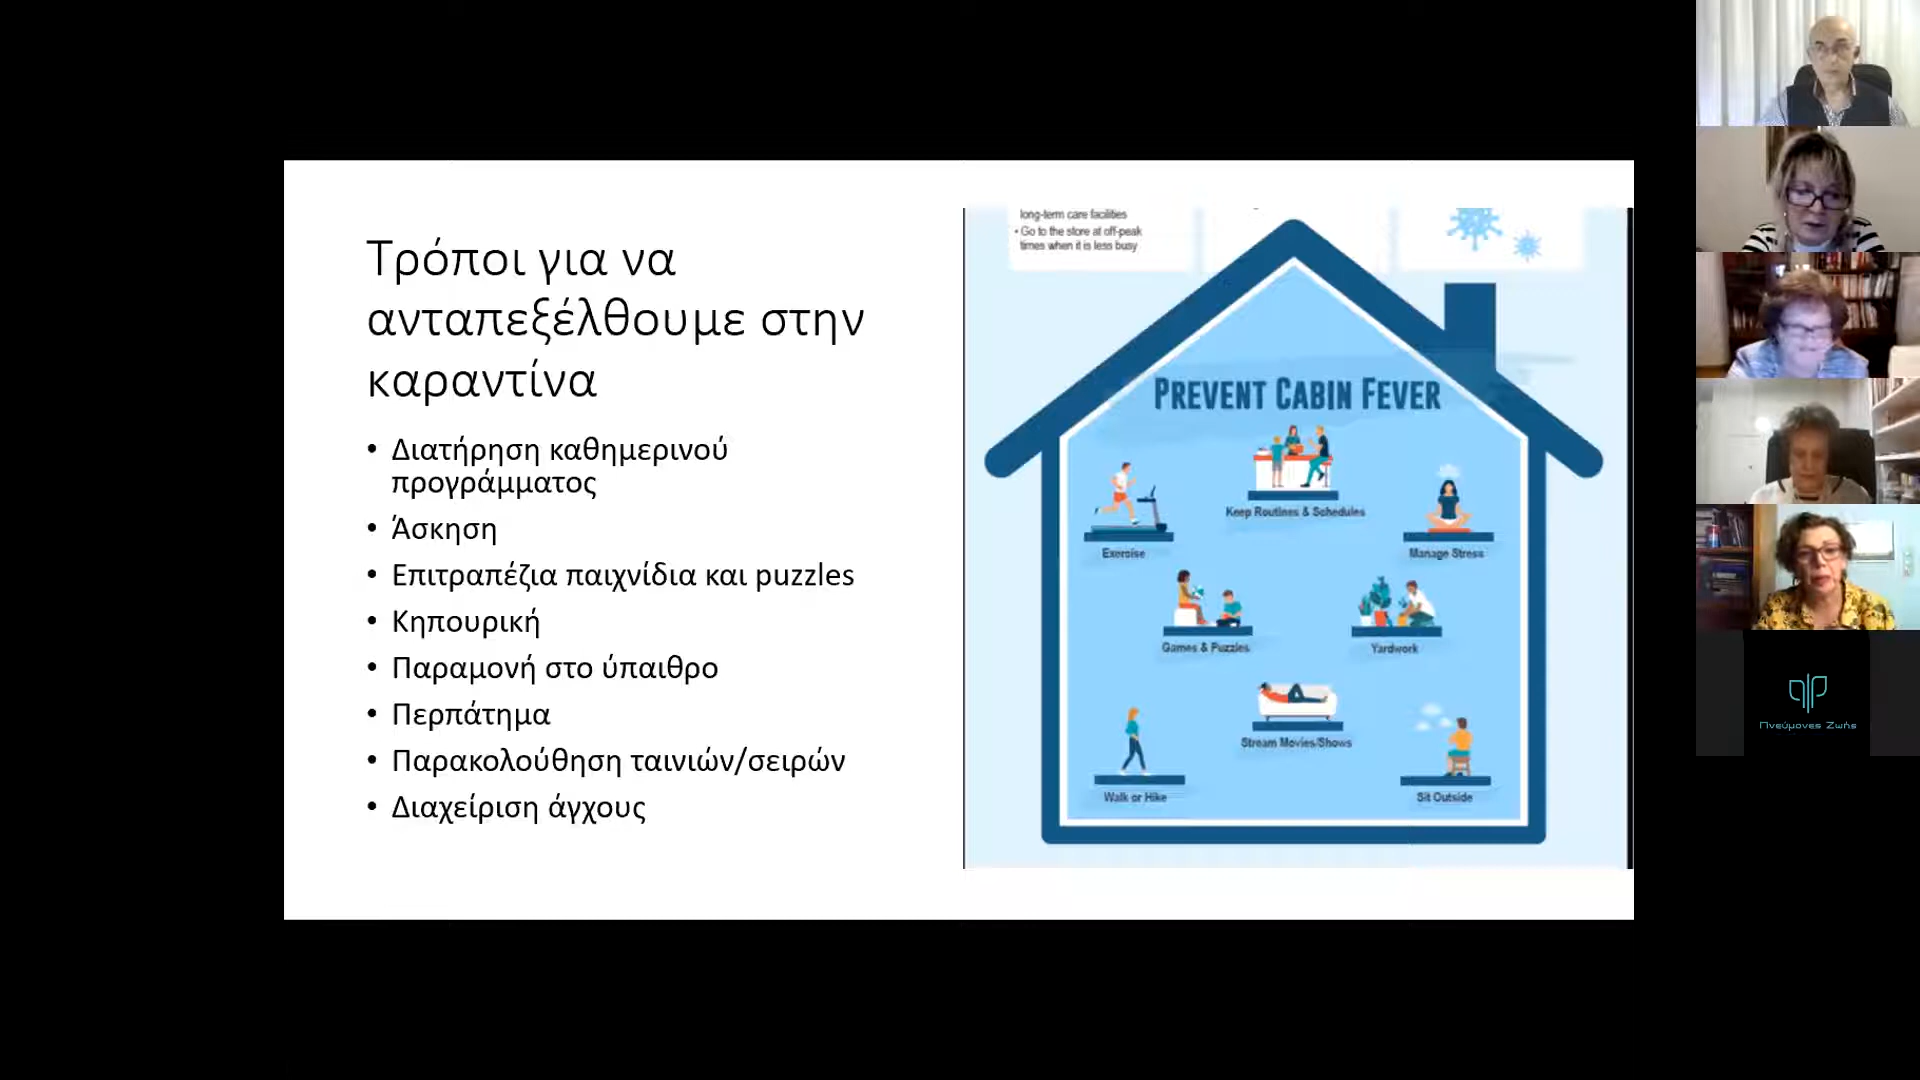 Τρόποι για να
ανταπεξέλθουμε στην
καραντίνα
• Διατήρηση καθημερινού
προγράμματος
• Άσκηση
• Επιτραπέζια παιχνίδια και puzzles
• Κηπουρική
• Παραμονή στο ύπαιθρο
• Περπάτημα
• Παρακολούθηση ταινιών/σειρών
• Διαχείριση άγχους
long-term care facilities
• Go to the store at off-peak
times when it is less busy
PREVENT CABIN FEVER
Keep Routines & Schedules
Exercise
Manage Stress
Games & Puzzles
Yardwork
Stream Movies/Shows
Walk or Hike
Sit Outside
Πνεύμονες Ζωής